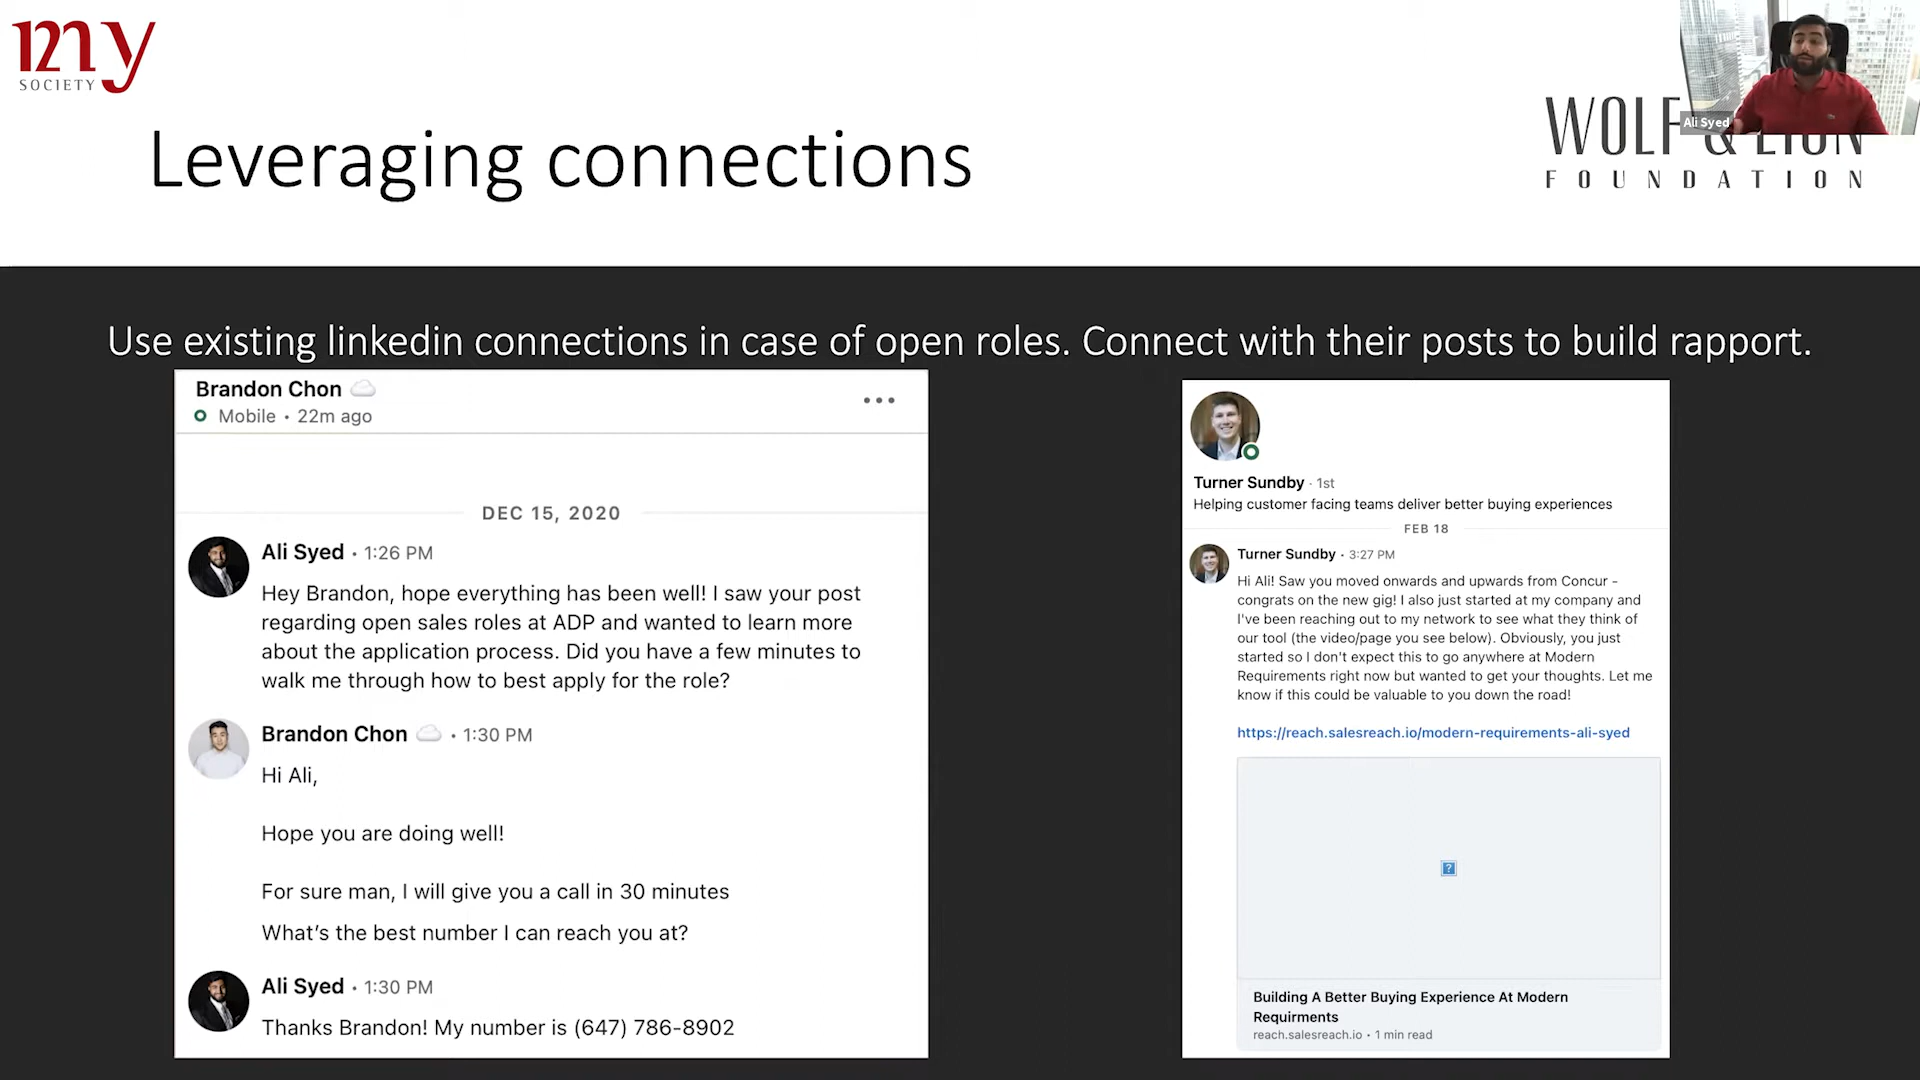 my
SOCIETY
Ali Syed
WOLF & LION
FOUNDATION
Leveraging connections
Use existing linkedin connections in case of open roles. Connect with their posts to build rapport.
Brandon Chon
Mobile • 22m ago
DEC 15, 2020
Ali Syed • 1:26 PM
Hey Brandon, hope everything has been well! I saw your post
regarding open sales roles at ADP and wanted to learn more
about the application process. Did you have a few minutes to
walk me through how to best apply for the role?
Brandon Chon • 1:30 PM
Hi Ali,
Hope you are doing well!
For sure man, I will give you a call in 30 minutes
What's the best number I can reach you at?
Ali Syed • 1:30 PM
Thanks Brandon! My number is (647) 786-8902
Turner Sundby · 1st
Helping customer facing teams deliver better buying experiences
FEB 18
Turner Sundby • 3:27 PM
Hi Ali! Saw you moved onwards and upwards from Concur -
congrats on the new gig! I also just started at my company and
I've been reaching out to my network to see what they think of
our tool (the video/page you see below). Obviously, you just
started so I don't expect this to go anywhere at Modern
Requirements right now but wanted to get your thoughts. Let me
know if this could be valuable to you down the road!
https://reach.salesreach.io/modern-requirements-ali-syed
?
Building A Better Buying Experience At Modern
Requirments
reach.salesreach.io • 1 min read